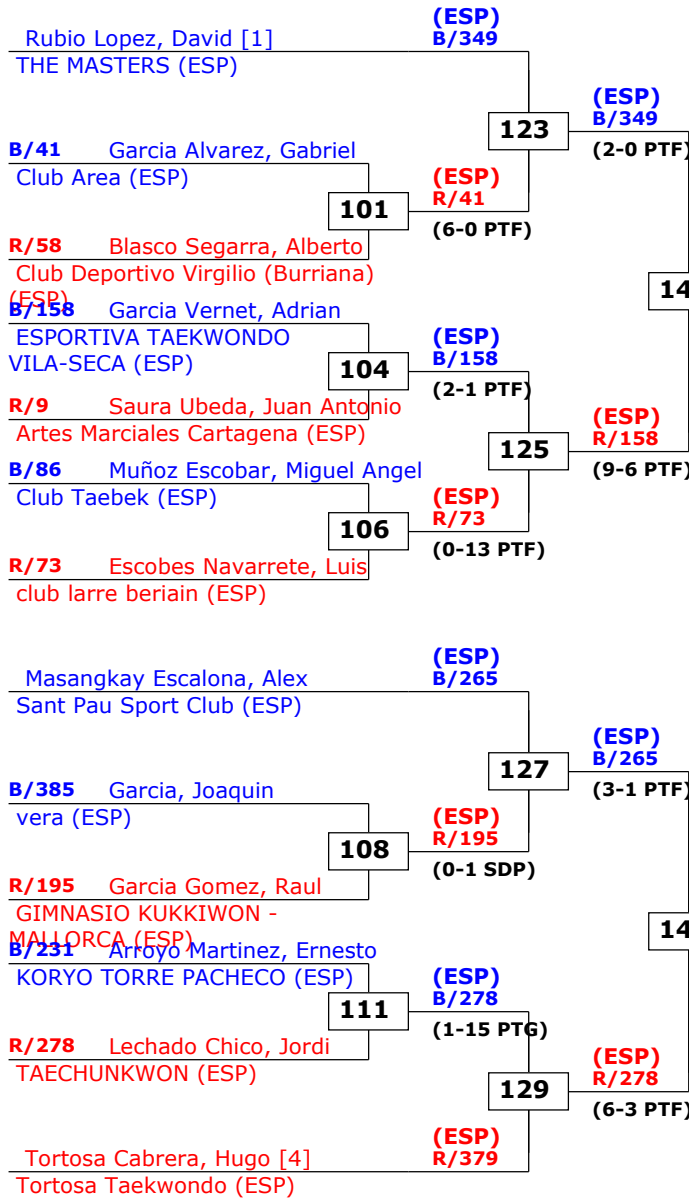 (ESP)
Rubio Lopez, David [1] B/349
THE MASTERS (ESP)
(ESP)
123 B/349
(2-0 PTF)
B/41 Garcia Alvarez, Gabriel
Club Area (ESP)
(ESP)
101 R/41
(6-0 PTF)
R/58 Blasco Segarra, Alberto
Club Deportivo Virgilio (Burriana)
(ESP)
14
B/158 Garcia Vernet, Adrian
ESPORTIVA TAEKWONDO
VILA-SECA (ESP)
(ESP)
104 B/158
(2-1 PTF)
R/9 Saura Ubeda, Juan Antonio
Artes Marciales Cartagena (ESP)
(ESP)
125 R/158
(9-6 PTF)
B/86 Muñoz Escobar, Miguel Angel
Club Taebek (ESP)
(ESP)
106 R/73
(0-13 PTF)
R/73 Escobes Navarrete, Luis
club larre beriain (ESP)
(ESP)
Masangkay Escalona, Alex B/265
Sant Pau Sport Club (ESP)
(ESP)
127 B/265
(3-1 PTF)
B/385 Garcia, Joaquin
vera (ESP)
(ESP)
108 R/195
(0-1 SDP)
R/195 Garcia Gomez, Raul
GIMNASIO KUKKIWON -
MALLORCA (ESP)
14
B/231 Arroyo Martinez, Ernesto
KORYO TORRE PACHECO (ESP)
(ESP)
111 B/278
(1-15 PTG)
R/278 Lechado Chico, Jordi
TAECHUNKWON (ESP)
(ESP)
129 R/278
(6-3 PTF)
(ESP)
Tortosa Cabrera, Hugo [4] R/379
Tortosa Taekwondo (ESP)